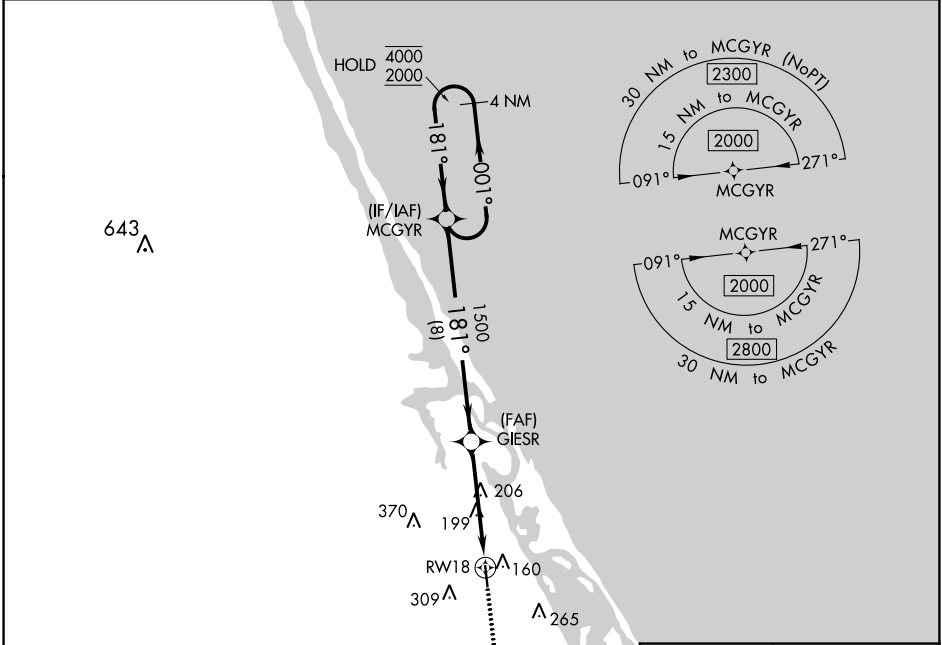 HOLD 4000
2000
4 NM
181°
001°
(IF/IAF)
MCGYR
643
1500
181°
(8)
(FAF)
GIESR
206
370
199
RW18
160
309
265
30 NM to MCGYR (NoPT)
2300
15 NM to MCGYR
2000
091°
271°
MCGYR
MCGYR
091°
271°
2000
15 NM to MCGYR
2800
30 NM to MCGYR